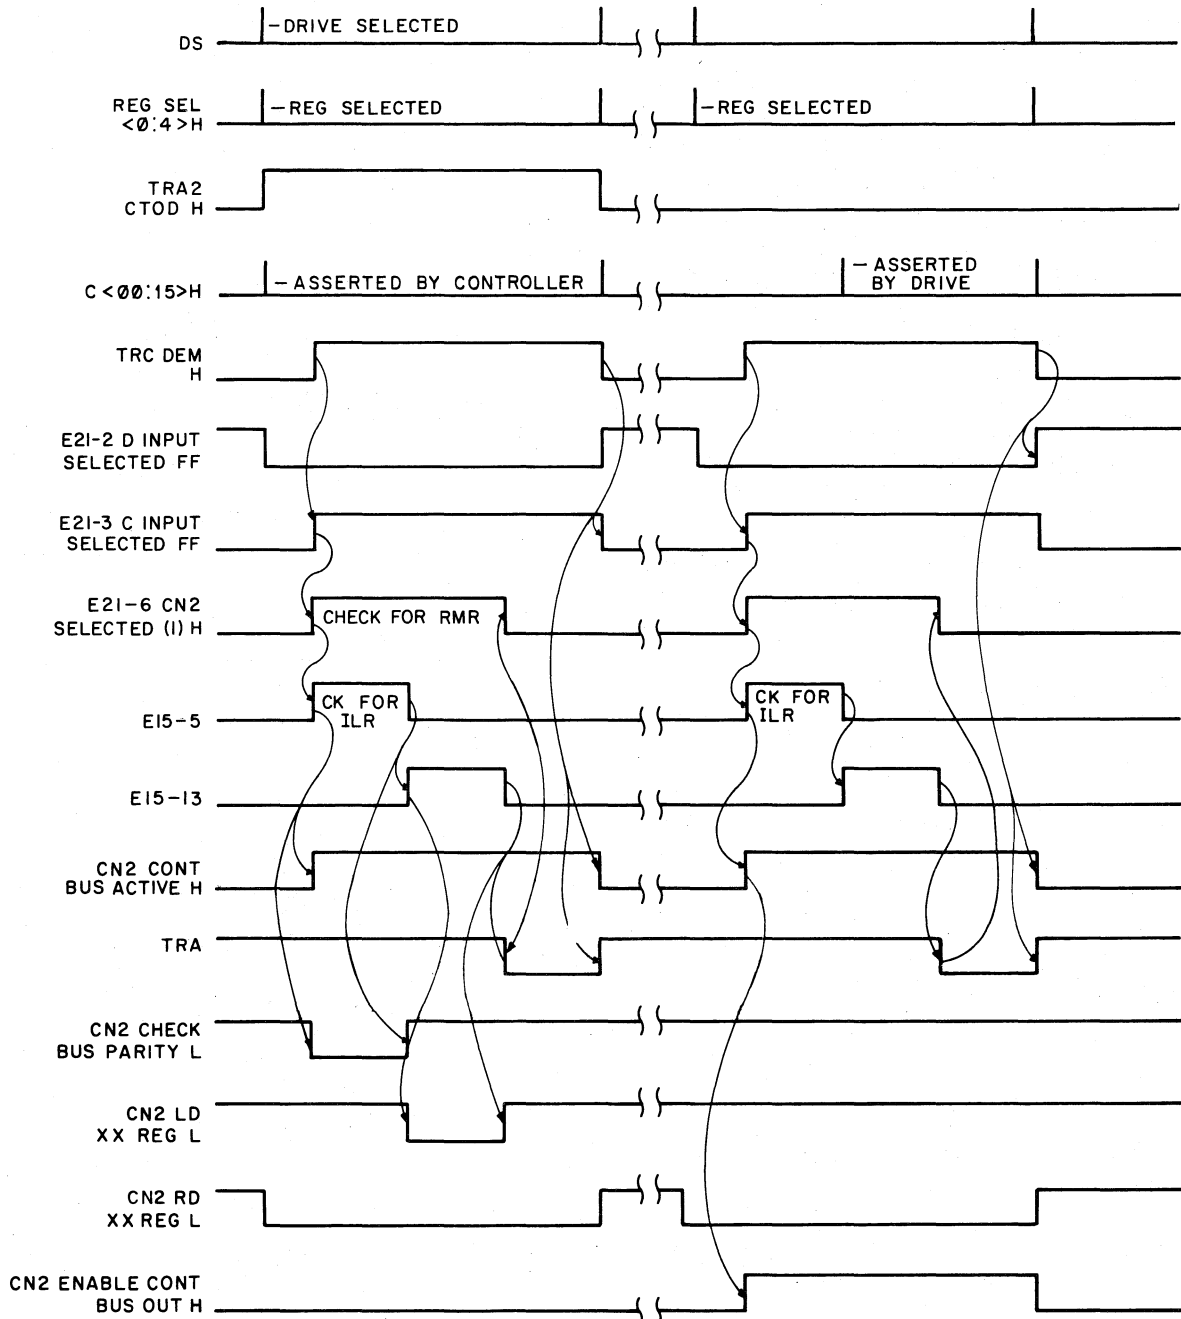 —DRIVE SELECTED
DS
REG SEL
<0:4>H
—REG SELECTED
—REG SELECTED
TRA2
CTOD H
C<00:15>H
—ASSERTED BY CONTROLLER
—ASSERTED
BY DRIVE
TRC DEM
H
E21-2 D INPUT
SELECTED FF
E21-3 C INPUT
SELECTED FF
E21-6 CN2
SELECTED (1) H
CHECK FOR RMR
E15-5
CK FOR
ILR
CK FOR
ILR
E15-13
CN2 CONT
BUS ACTIVE H
TRA
CN2 CHECK
BUS PARITY L
CN2 LD
XX REG L
CN2 RD
XX REG L
CN2 ENABLE CONT
BUS OUT H